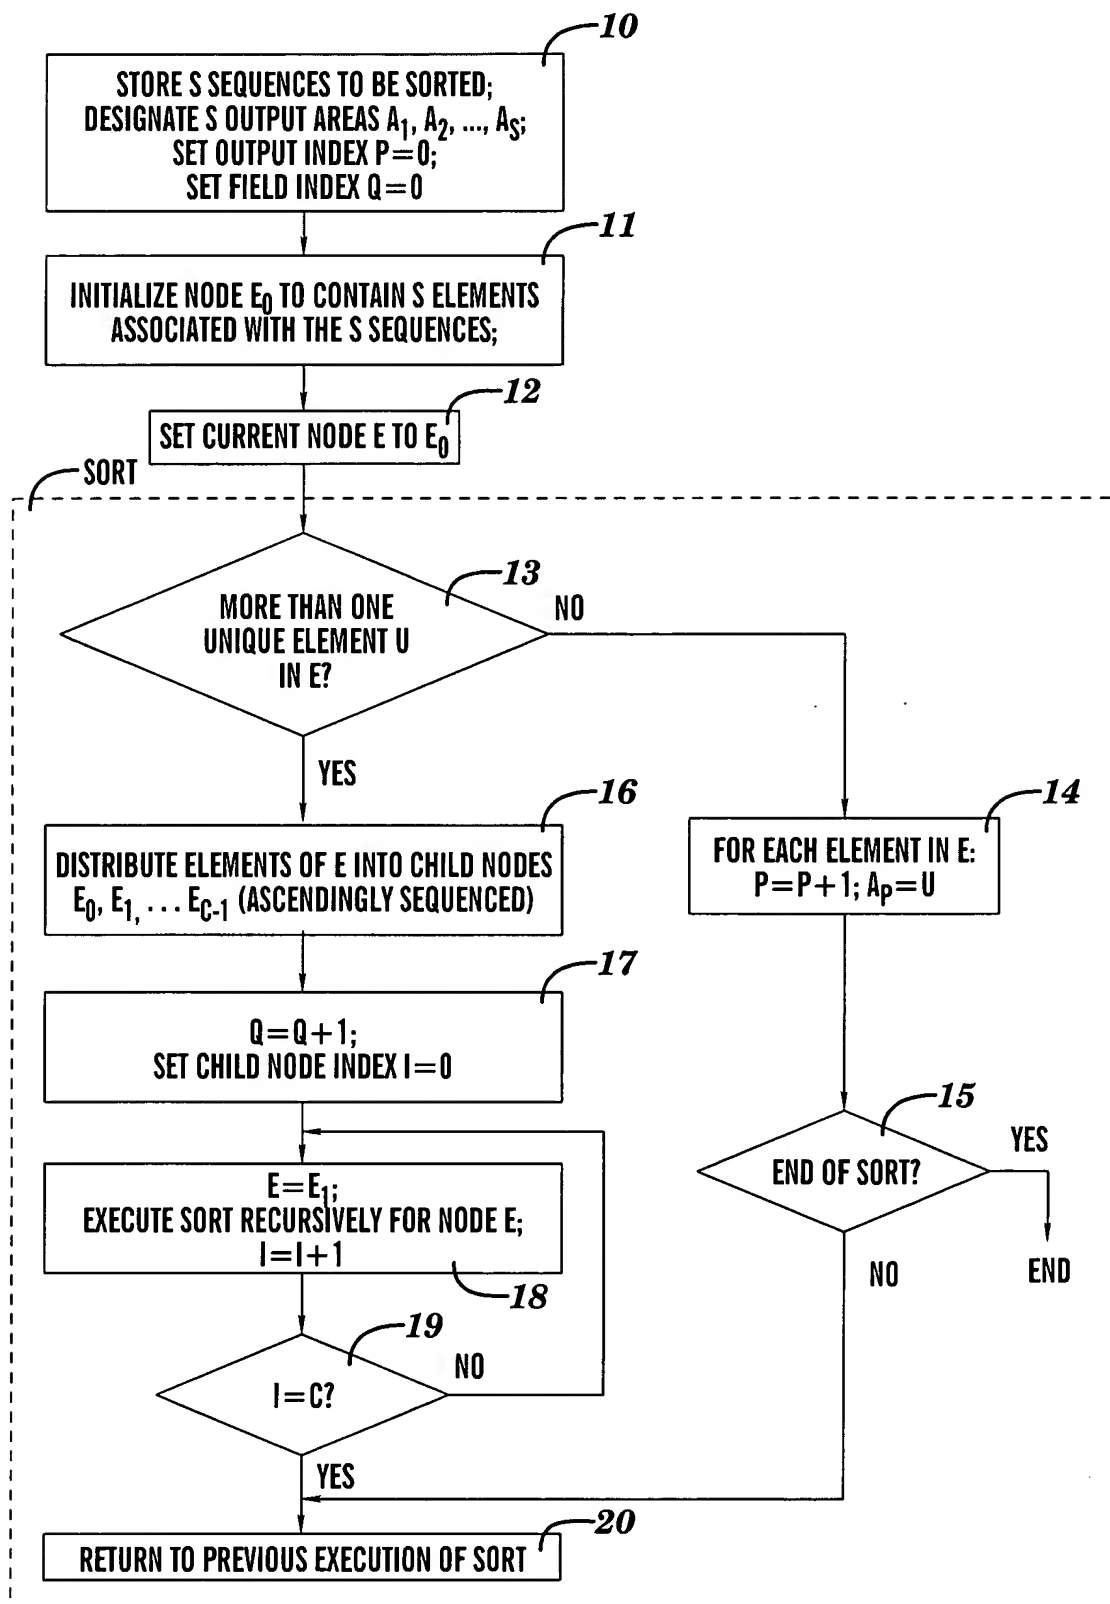 10
STORE S SEQUENCES TO BE SORTED;
DESIGNATE S OUTPUT AREAS A1, A2, ..., AS;
SET OUTPUT INDEX P=0;
SET FIELD INDEX Q=0
11
INITIALIZE NODE E0 TO CONTAIN S ELEMENTS
ASSOCIATED WITH THE S SEQUENCES;
12
SET CURRENT NODE E TO E0
SORT
13
MORE THAN ONE
UNIQUE ELEMENT U
IN E?
NO
YES
16
DISTRIBUTE ELEMENTS OF E INTO CHILD NODES
E0, E1, ... EC-1 (ASCENDINGLY SEQUENCED)
14
FOR EACH ELEMENT IN E:
P=P+1; AP=U
17
Q=Q+1;
SET CHILD NODE INDEX I=0
15
END OF SORT?
YES
NO
END
E=E1;
EXECUTE SORT RECURSIVELY FOR NODE E;
I=I+1
18
19
I=C?
NO
YES
20
RETURN TO PREVIOUS EXECUTION OF SORT